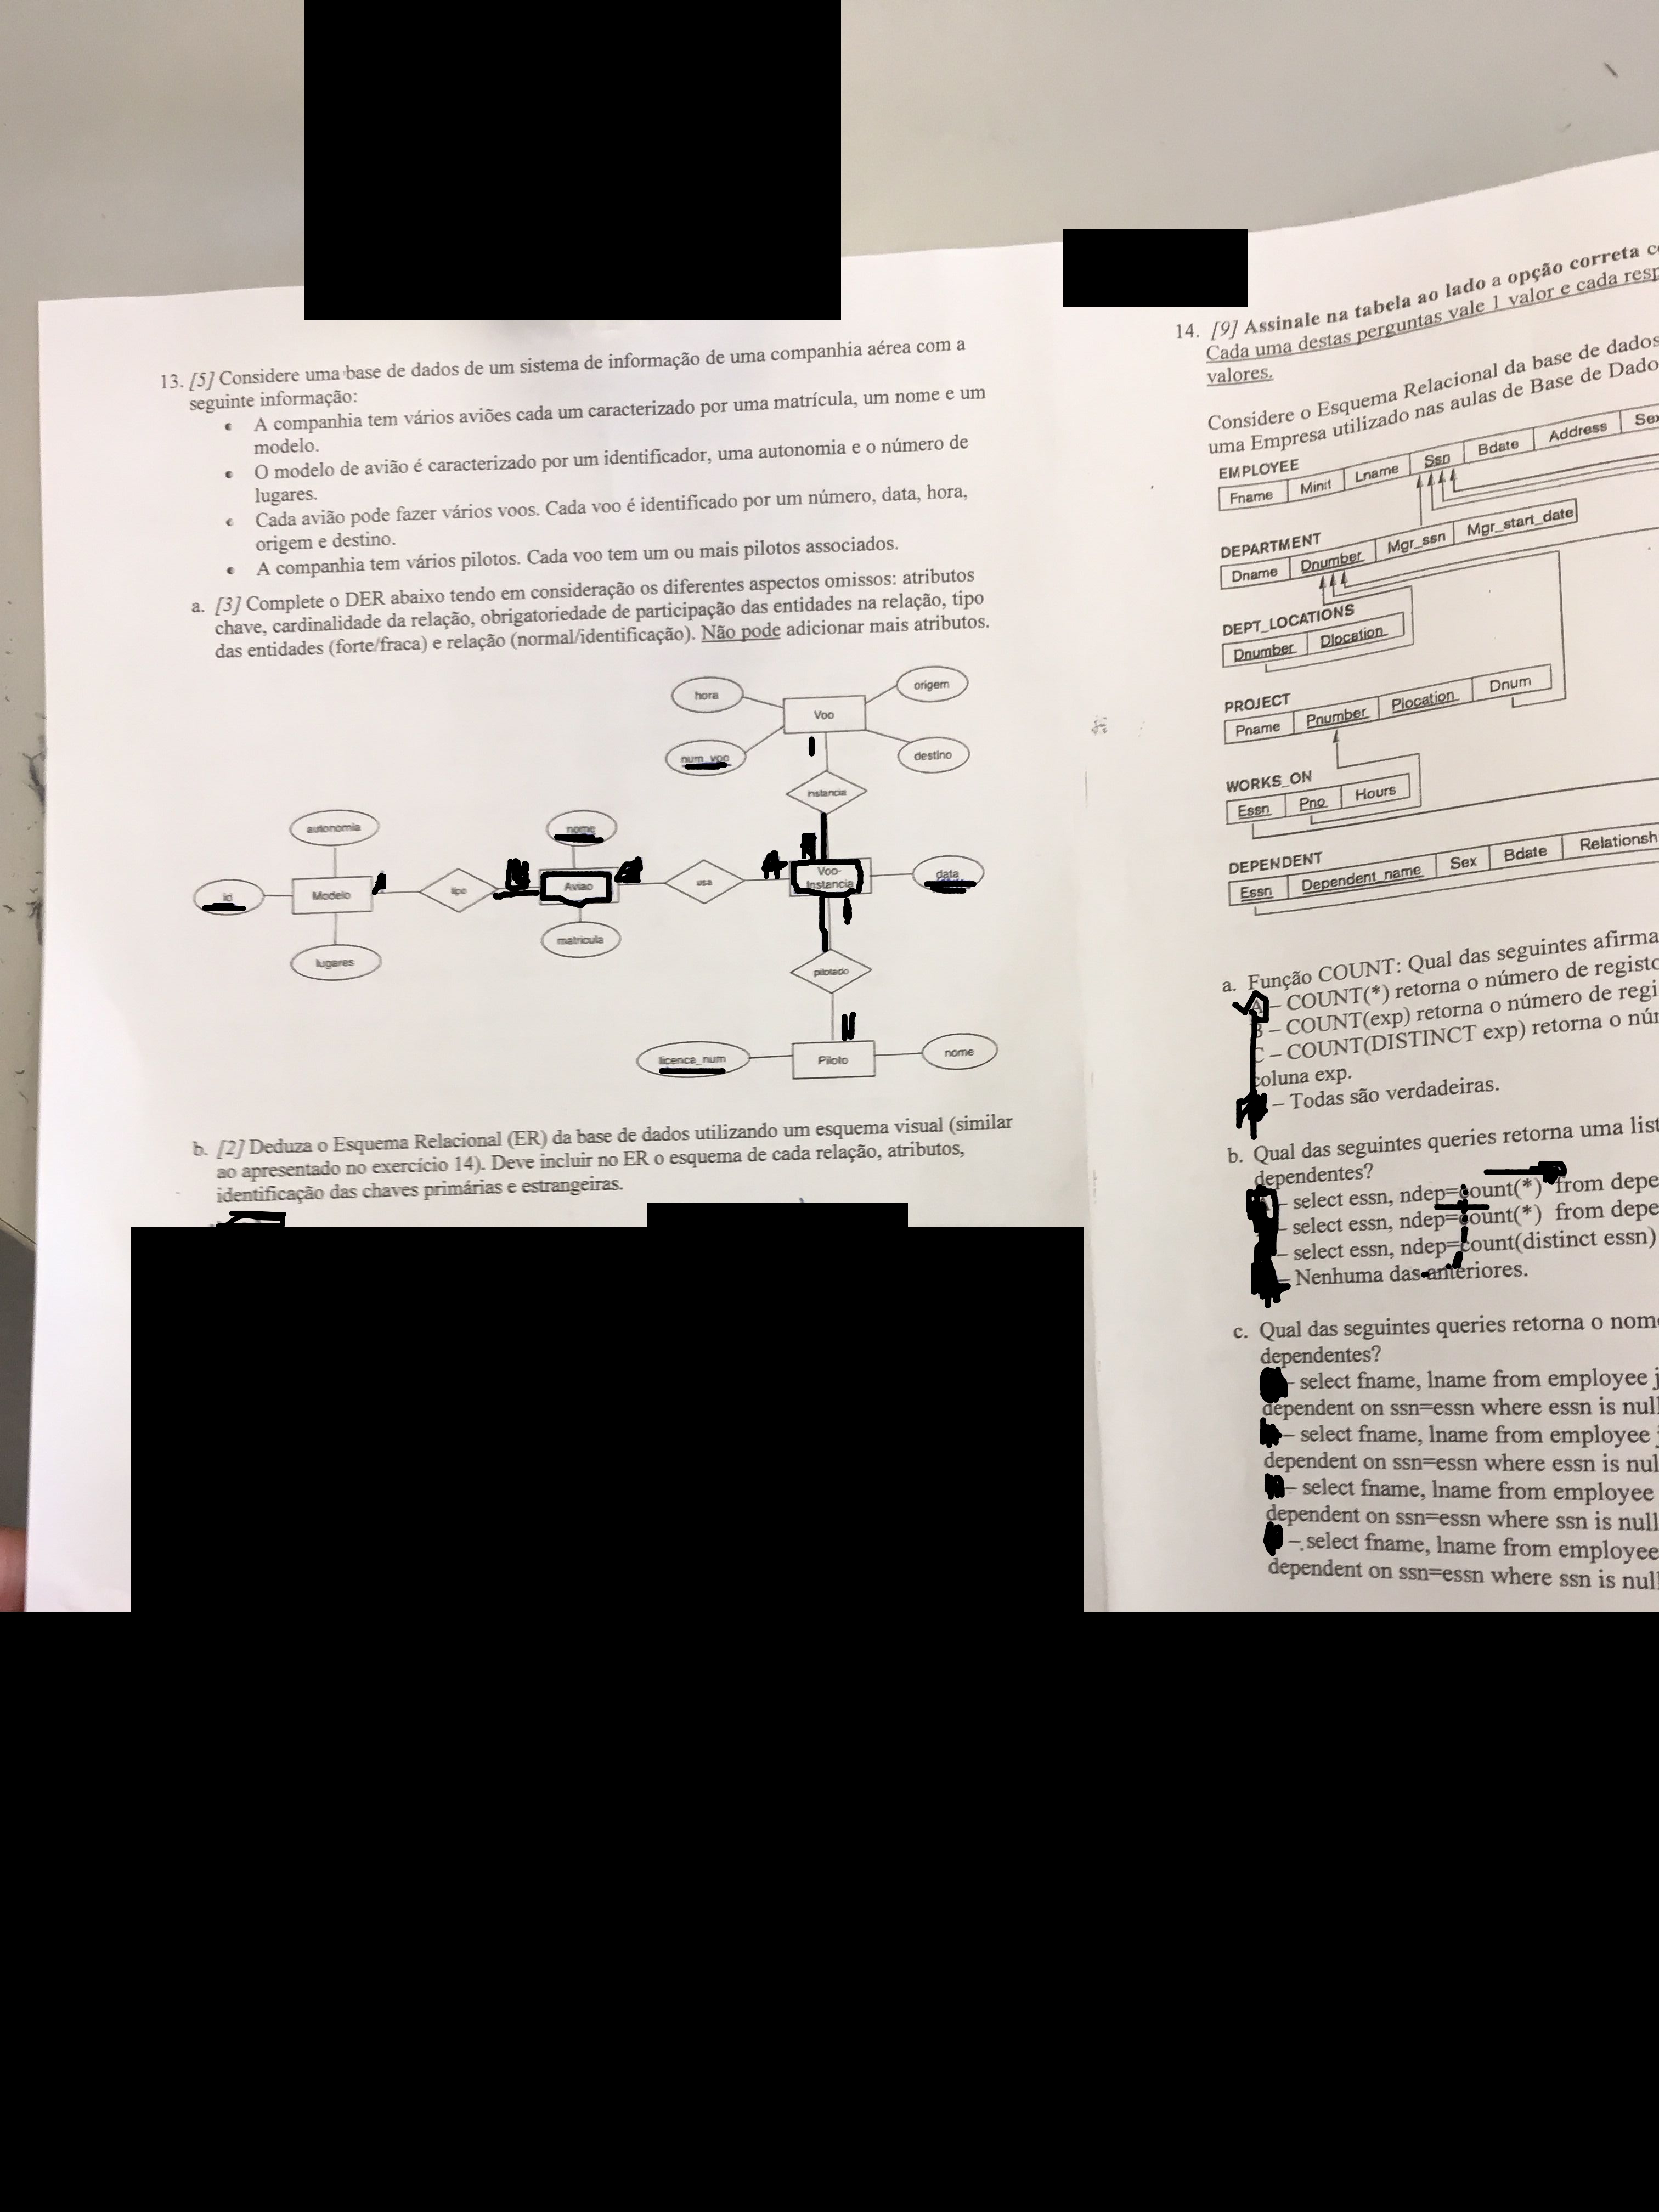 13. [5] Considere uma base de dados de um sistema de informação de uma companhia aérea com a
seguinte informação:
A companhia tem vários aviões cada um caracterizado por uma matrícula, um nome e um
modelo.
O modelo de avião é caracterizado por um identificador, uma autonomia e o número de
lugares.
Cada avião pode fazer vários voos. Cada voo é identificado por um número, data, hora,
origem e destino.
A companhia tem vários pilotos. Cada voo tem um ou mais pilotos associados.
a. [3] Complete o DER abaixo tendo em consideração os diferentes aspectos omissos: atributos
chave, cardinalidade da relação, obrigatoriedade de participação das entidades na relação, tipo
das entidades (forte/fraca) e relação (normal/identificação). Não pode adicionar mais atributos.
hora
origem
Voo
num_voo
destino
1
instancia
autonomia
nome
N
id
Modelo
tipo
Aviao
usa
Voo-
Instancia
data
lugares
matricula
pilotado
N
licenca_num
Piloto
nome
b. [2] Deduza o Esquema Relacional (ER) da base de dados utilizando um esquema visual (similar
ao apresentado no exercício 14). Deve incluir no ER o esquema de cada relação, atributos,
identificação das chaves primárias e estrangeiras.
14. [9] Assinale na tabela ao lado a opção correta
Cada uma destas perguntas vale 1 valor e cada
valores.
Considere o Esquema Relacional da base de dados
uma Empresa utilizado nas aulas de Base de
EMPLOYEE
Fname Minit Lname Ssn Bdate Address
DEPARTMENT
Dname Dnumber Mgr_ssn Mgr_start_date
DEPT_LOCATIONS
Dnumber Dlocation
PROJECT
Pname Pnumber Plocation Dnum
WORKS_ON
Essn Pno Hours
DEPENDENT
Essn Dependent_name Sex Bdate
a. Função COUNT: Qual das seguintes
A – COUNT(*) retorna o número de
– COUNT(exp) retorna o número de
– COUNT(DISTINCT exp) retorna o
coluna exp.
– Todas são verdadeiras.
b. Qual das seguintes queries retorna uma
dependentes?
– select essn, ndep=count(*) from
– select essn, ndep=count(*) from
– select essn, ndep=count(distinct essn)
– Nenhuma das anteriores.
c. Qual das seguintes queries retorna o
dependentes?
– select fname, lname from employee
dependent on ssn=essn where essn is null
– select fname, lname from employee
dependent on ssn=essn where essn is
– select fname, lname from employee
dependent on ssn=essn where ssn is null
– select fname, lname from employee
dependent on ssn=essn where ssn is null